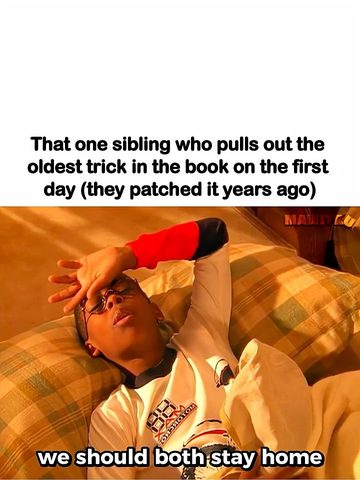 That one sibling who pulls out the
oldest trick in the book on the first
day (they patched it years ago)
88
we should both stay home